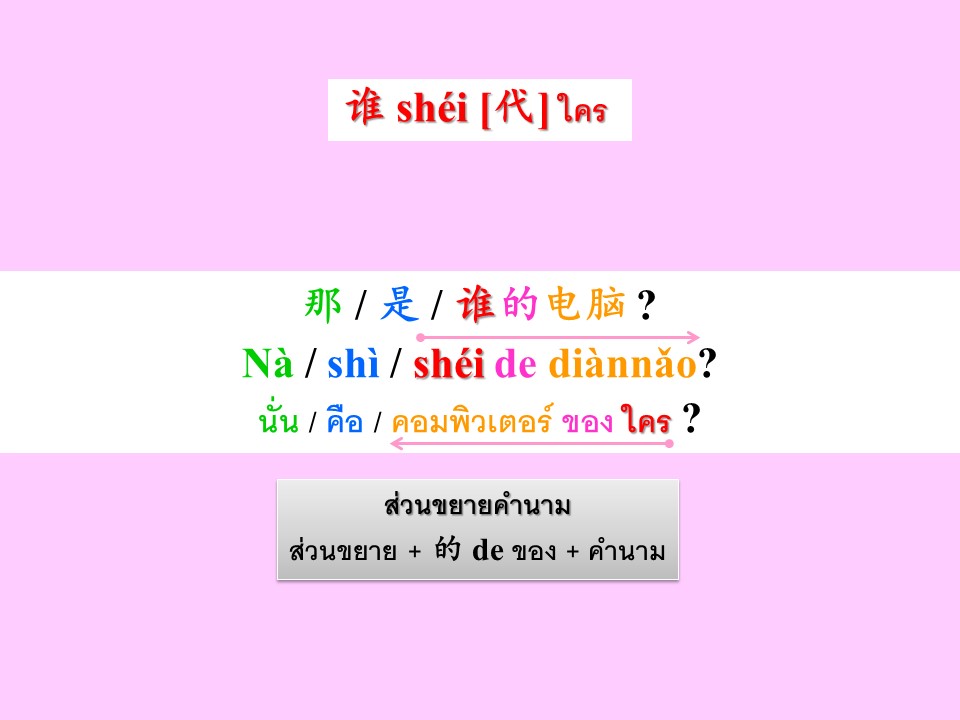 谁 shéi [代] ใคร
那 / 是 / 谁的电脑 ?
Nà / shì / shéi de diànnǎo?
นั่น / คือ / คอมพิวเตอร์ ของ ใคร ?
ส่วนขยายคำนาม
ส่วนขยาย + 的 de ของ + คำนาม